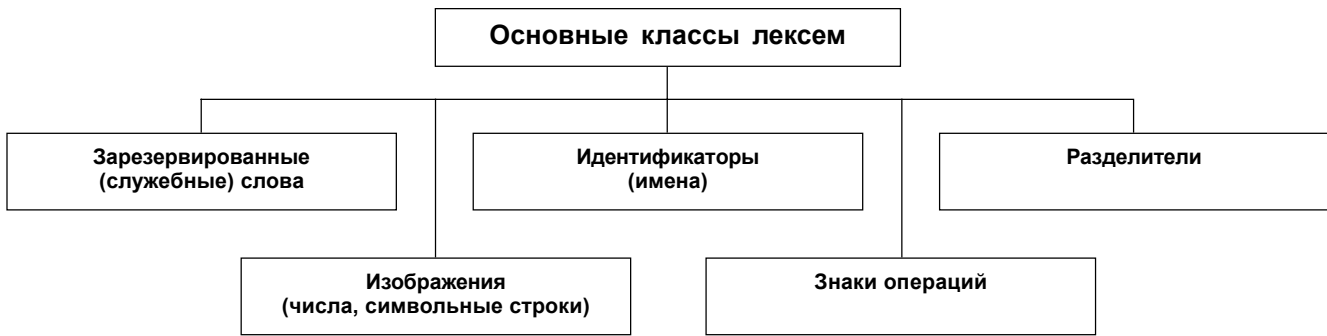 Основные классы лексем
Зарезервированные
(служебные) слова
Идентификаторы
(имена)
Разделители
Изображения
(числа, символьные строки)
Знаки операций